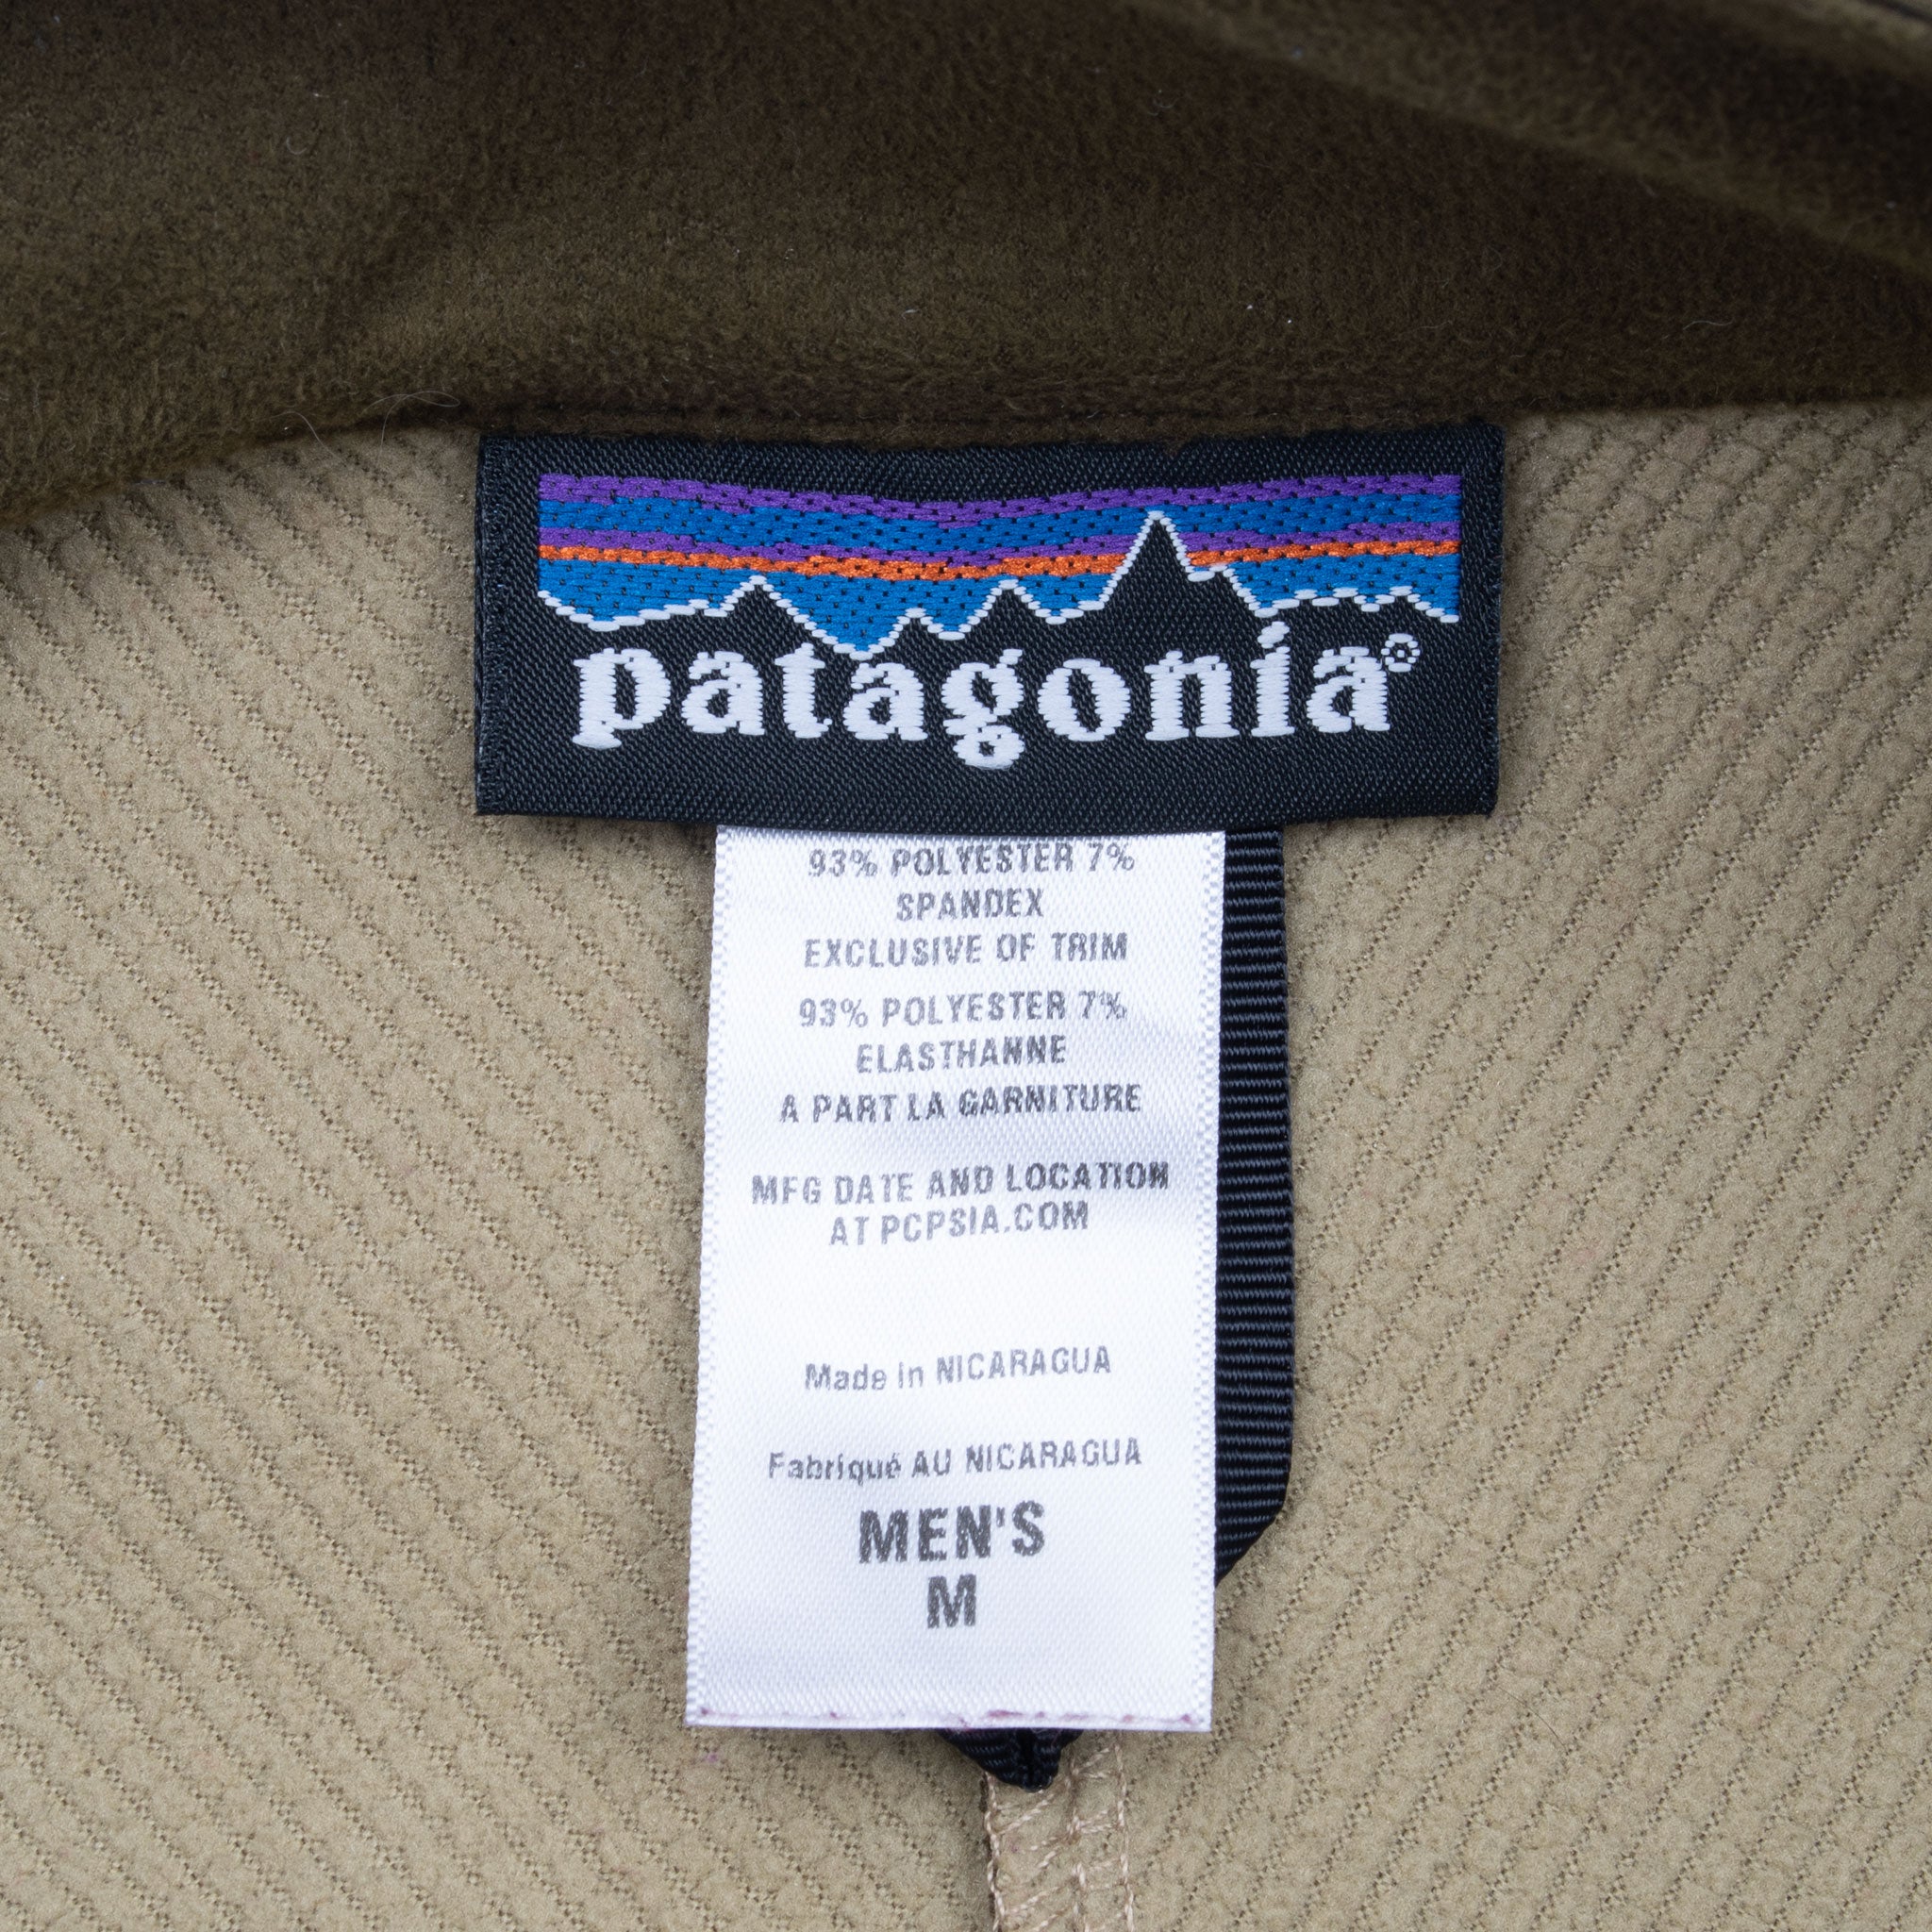 patagonia®
93% POLYESTER 7%
SPANDEX
EXCLUSIVE OF TRIM
93% POLYESTER 7%
ELASTHANNE
A PART LA GARNITURE
MFG DATE AND LOCATION
AT PCPSIA.COM
Made in NICARAGUA
Fabriqué AU NICARAGUA
MEN'S
M